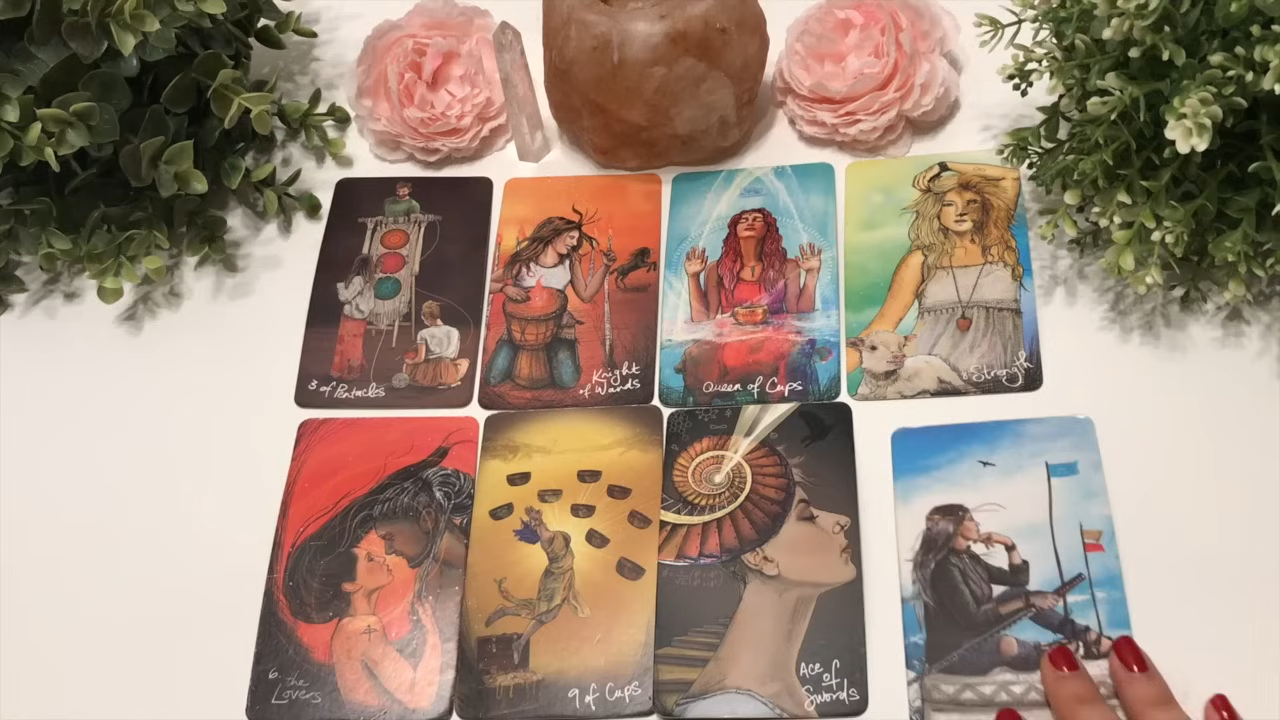 3 of Pentacles
Knight
of Wands
Queen of Cups
8 Strength
6. the
Lovers
9 of Cups
Ace
of
Swords